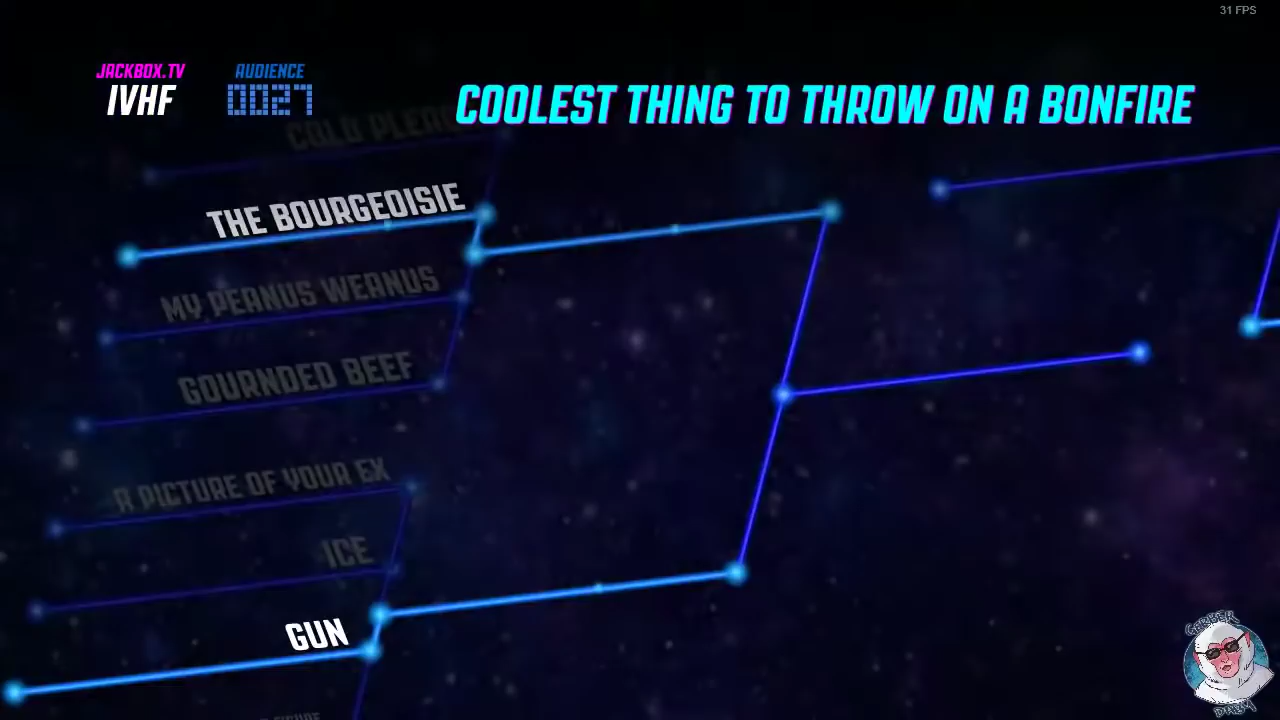 31 FPS
JACKBOX.TV
IVHF
AUDIENCE
0027
COOLEST THING TO THROW ON A BONFIRE
COLD
THE BOURGEOISIE
MY PEANUS WEANUS
GOURNDED BEEF
A PICTURE OF YOUR EX
ICE
GUN